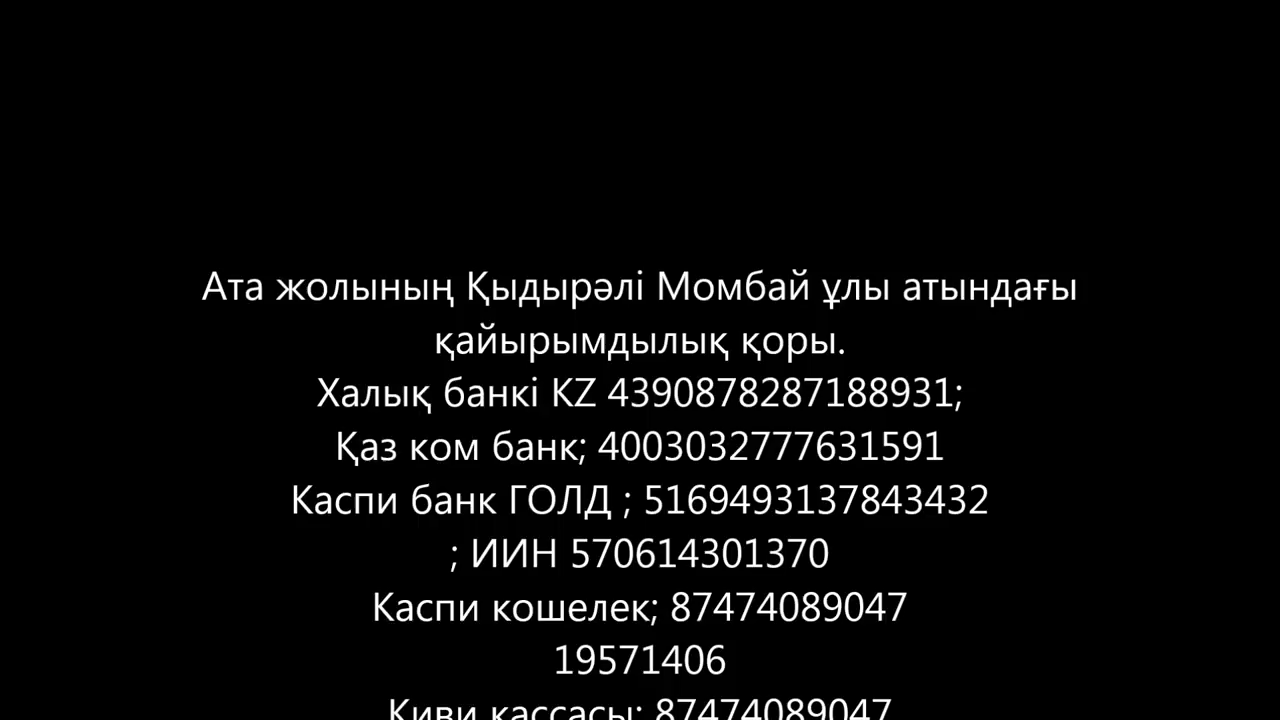 Ата жолының Қыдырәлі Момбай ұлы атындағы
қайырымдылық қоры.
Халық банкі KZ 4390878287188931;
Қаз ком банк; 4003032777631591
Каспи банк ГОЛД ; 5169493137843432
; ИИН 570614301370
Каспи кошелек; 87474089047
19571406
Киви кассасы; 87474089047